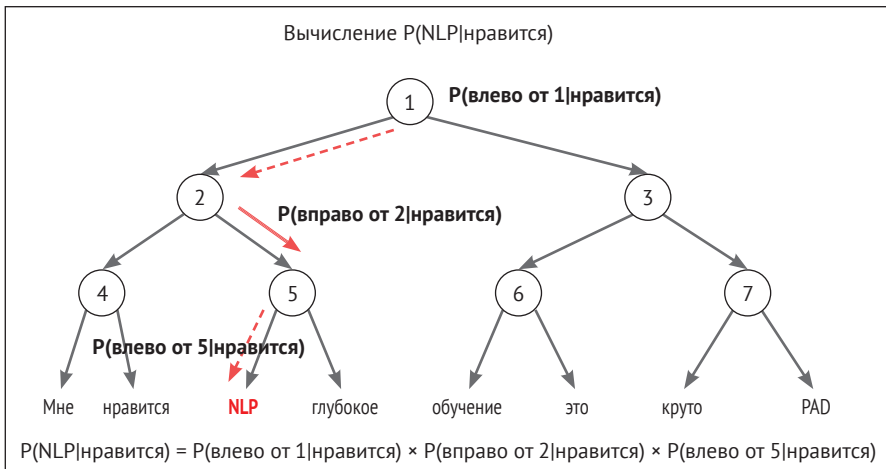 Вычисление P(NLP|нравится)
1
P(влево от 1|нравится)
2
3
P(вправо от 2|нравится)
4
5
6
7
P(влево от 5|нравится)
Мне нравится NLP глубокое обучение это круто PAD
P(NLP|нравится) = P(влево от 1|нравится) × P(вправо от 2|нравится) × P(влево от 5|нравится)